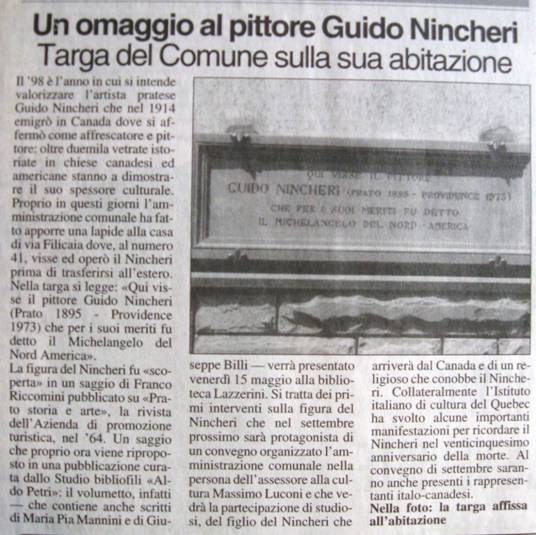 Un omaggio al pittore Guido Nincheri
Targa del Comune sulla sua abitazione
Il '98 è l'anno in cui si intende
valorizzare l'artista pratese
Guido Nincheri che nel 1914
emigrò in Canada dove si af-
fermò come affrescatore e pit-
tore: oltre duemila vetrate isto-
riate in chiese canadesi ed
americane stanno a dimostra-
re il suo spessore culturale.
Proprio in questi giorni l'am-
ministrazione comunale ha fat-
to apporre una lapide alla casa
di via Filicaia dove, al numero
41, visse ed operò il Nincheri
prima di trasferirsi all'estero.
Nella targa si legge: «Qui vis-
se il pittore Guido Nincheri
(Prato 1895 - Providence
1973) che per i suoi meriti fu
detto il Michelangelo del
Nord America».
La figura del Nincheri fu «sco-
perta» in un saggio di Franco
Riccomini pubblicato su «Pra-
to storia e arte», la rivista
dell'Azienda di promozione
turistica, nel '64. Un saggio
che proprio ora viene ripropo-
sto in una pubblicazione cura-
ta dallo Studio bibliofili «Al-
do Petri»: il volumetto, infatti
— che contiene anche scritti
di Maria Pia Mannini e di Giu-
QUI VISSE IL PITTORE
GUIDO NINCHERI (PRATO 1895 - PROVIDENCE 1973)
CHE PER I SUOI MERITI FU DETTO
IL MICHELANGELO DEL NORD-AMERICA
seppe Billi — verrà presentato
venerdì 15 maggio alla biblio-
teca Lazzerini. Si tratta dei pri-
mi interventi sulla figura del
Nincheri che nel settembre
prossimo sarà protagonista di
un convegno organizzato l'am-
ministrazione comunale nella
persona dell'assessore alla cul-
tura Massimo Luconi e che ve-
drà la partecipazione di studio-
si, del figlio del Nincheri che
arriverà dal Canada e di un re-
ligioso che conobbe il Ninche-
ri. Collateralmente l'Istituto
italiano di cultura del Quebec
ha svolto alcune importanti
manifestazioni per ricordare il
Nincheri nel venticinquesimo
anniversario della morte. Al
convegno di settembre saran-
no anche presenti i rappresen-
tanti italo-canadesi.
Nella foto: la targa affissa
all'abitazione